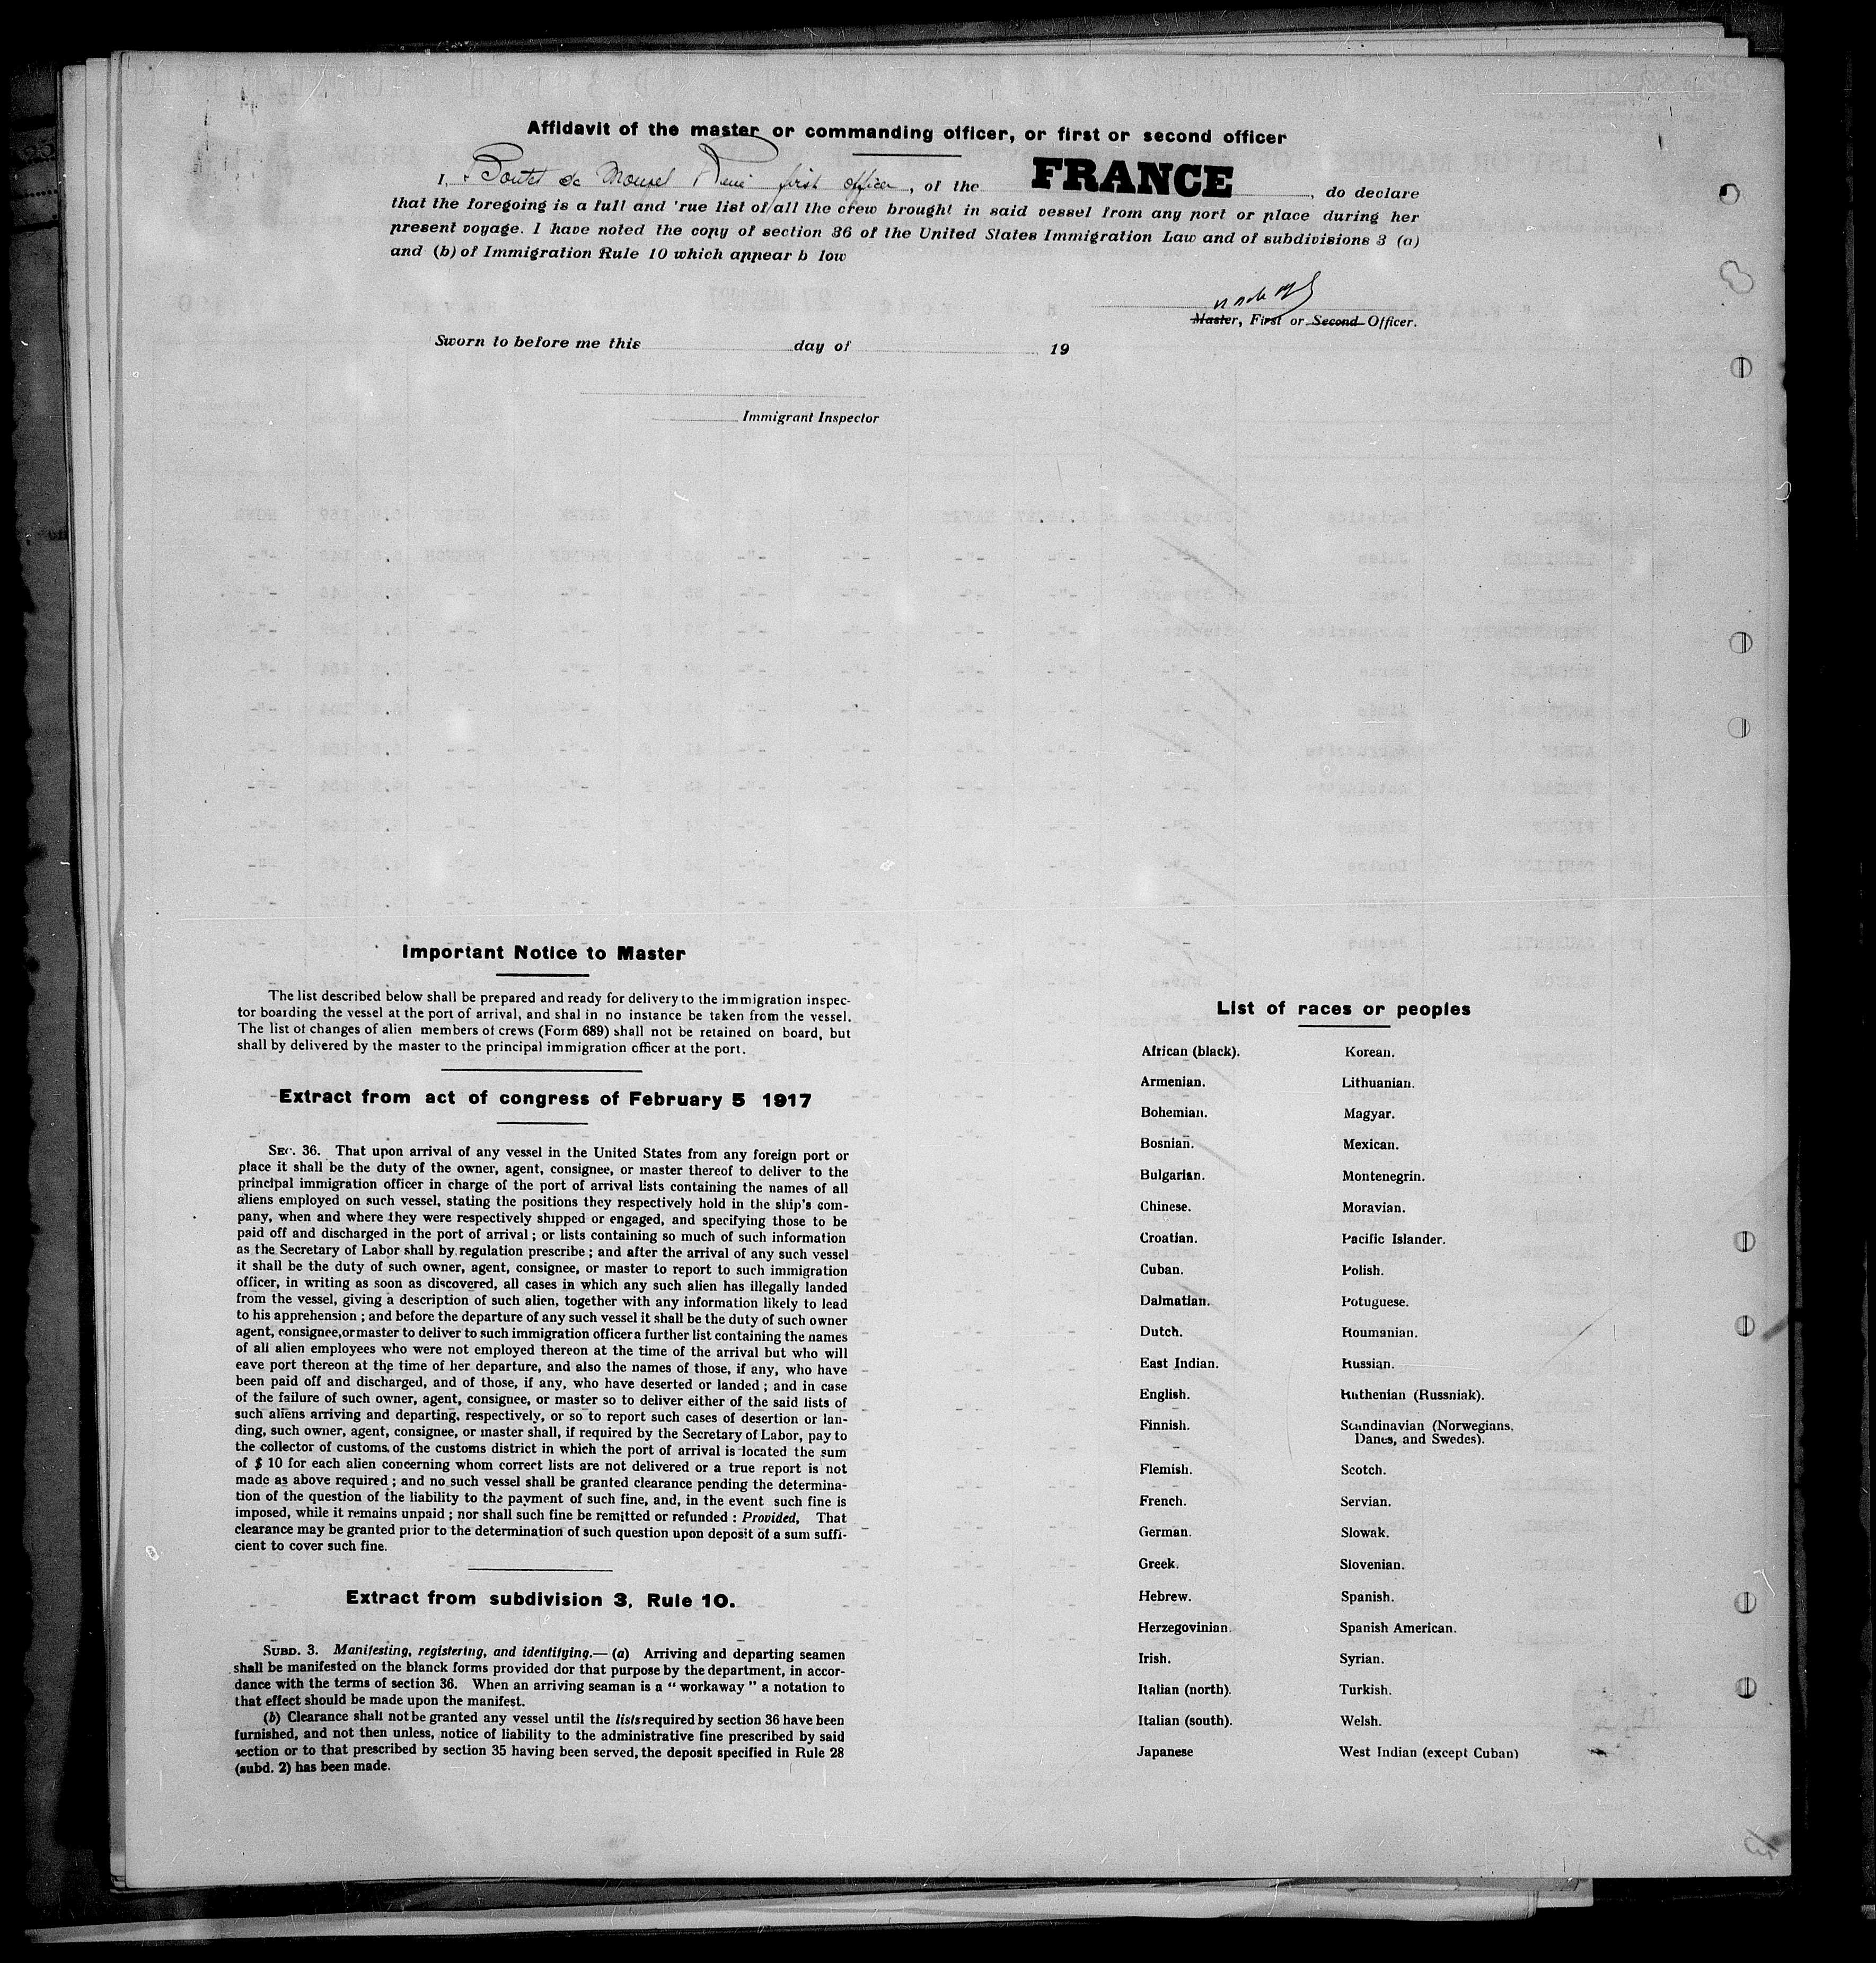 Affidavit of the master or commanding officer, or first or second officer
I, Boutet de Monvel René first officer, of the FRANCE, do declare
that the foregoing is a full and 'rue list of all the crew brought in said vessel from any port or place during her
present voyage. I have noted the copy of section 36 of the United States Immigration Law and of subdivisions 3 (a)
and (b) of Immigration Rule 10 which appear b low
Master, First or Second Officer.
Sworn to before me this day of 19
Immigrant Inspector
Important Notice to Master
The list described below shall be prepared and ready for delivery to the immigration inspec-
tor boarding the vessel at the port of arrival, and shal in no instance be taken from the vessel.
The list of changes of alien members of crews (Form 689) shall not be retained on board, but
shall by delivered by the master to the principal immigration officer at the port.
Extract from act of congress of February 5 1917
SEC. 36. That upon arrival of any vessel in the United States from any foreign port or
place it shall be the duty of the owner, agent, consignee, or master thereof to deliver to the
principal immigration officer in charge of the port of arrival lists containing the names of all
aliens employed on such vessel, stating the positions they respectively hold in the ship's com-
pany, when and where they were respectively shipped or engaged, and specifying those to be
paid off and discharged in the port of arrival ; or lists containing so much of such information
as the Secretary of Labor shall by regulation prescribe ; and after the arrival of any such vessel
it shall be the duty of such owner, agent, consignee, or master to report to such immigration
officer, in writing as soon as discovered, all cases in which any such alien has illegally landed
from the vessel, giving a description of such alien, together with any information likely to lead
to his apprehension ; and before the departure of any such vessel it shall be the duty of such owner
agent, consignee, or master to deliver to such immigration officer a further list containing the names
of all alien employees who were not employed thereon at the time of the arrival but who will
eave port thereon at the time of her departure, and also the names of those, if any, who have
been paid off and discharged, and of those, if any, who have deserted or landed ; and in case
of the failure of such owner, agent, consignee, or master so to deliver either of the said lists of
such aliens arriving and departing, respectively, or so to report such cases of desertion or lan-
ding, such owner, agent, consignee, or master shall, if required by the Secretary of Labor, pay to
the collector of customs of the customs district in which the port of arrival is located the sum
of $ 10 for each alien concerning whom correct lists are not delivered or a true report is not
made as above required ; and no such vessel shall be granted clearance pending the determina-
tion of the question of the liability to the payment of such fine, and, in the event such fine is
imposed, while it remains unpaid ; nor shall such fine be remitted or refunded : Provided, That
clearance may be granted prior to the determination of such question upon deposit of a sum suffi-
cient to cover such fine.
Extract from subdivision 3, Rule 10.
SUBD. 3. Manifesting, registering, and identifying.— (a) Arriving and departing seamen
shall be manifested on the blanck forms provided dor that purpose by the department, in accor-
dance with the terms of section 36. When an arriving seaman is a " workaway " a notation to
that effect should be made upon the manifest.
(b) Clearance shall not be granted any vessel until the lists required by section 36 have been
furnished, and not then unless, notice of liability to the administrative fine prescribed by said
section or to that prescribed by section 35 having been served, the deposit specified in Rule 28
(subd. 2) has been made.
List of races or peoples
African (black). Korean.
Armenian. Lithuanian.
Bohemian. Magyar.
Bosnian. Mexican.
Bulgarian. Montenegrin.
Chinese. Moravian.
Croatian. Pacific Islander.
Cuban. Polish.
Dalmatian. Potuguese.
Dutch. Roumanian.
East Indian. Russian.
English. Ruthenian (Russniak).
Finnish. Scandinavian (Norwegians,
Danes, and Swedes).
Flemish. Scotch.
French. Servian.
German. Slowak.
Greek. Slovenian.
Hebrew. Spanish.
Herzegovinian. Spanish American.
Irish. Syrian.
Italian (north). Turkish.
Italian (south). Welsh.
Japanese West Indian (except Cuban)